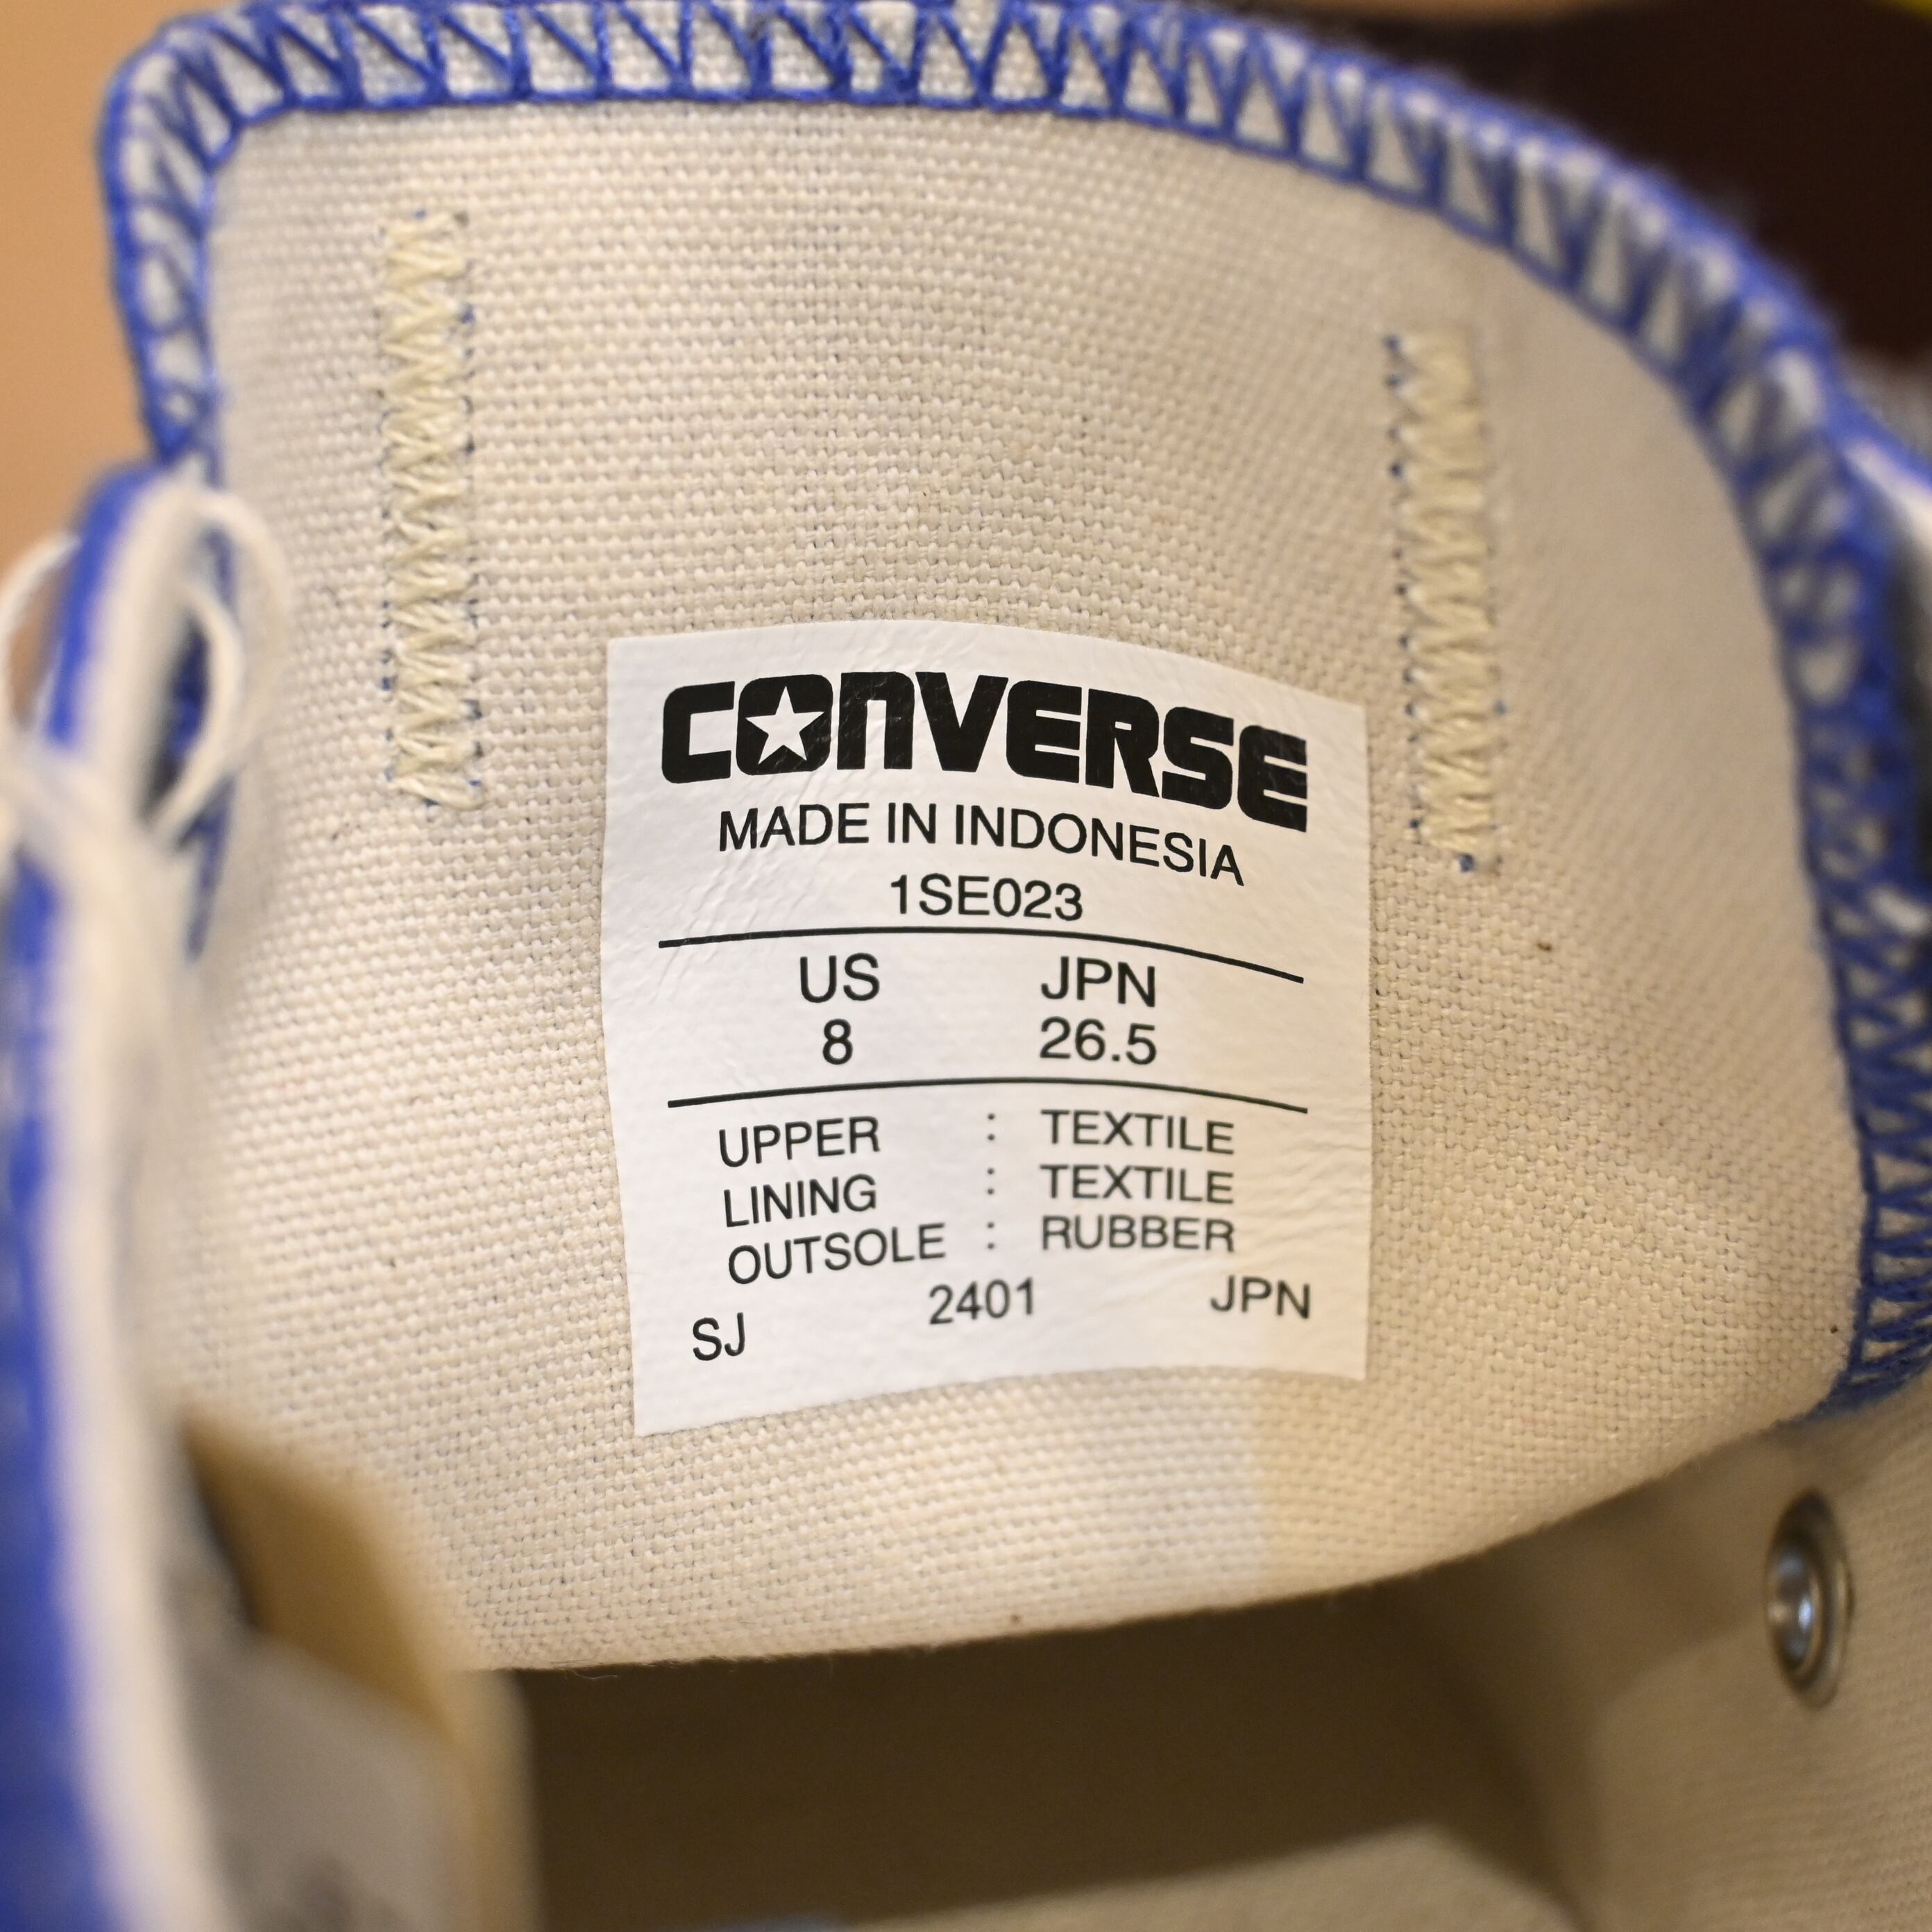 CONVERSE
MADE IN INDONESIA
1SE023
US JPN
8 26.5
UPPER : TEXTILE
LINING : TEXTILE
OUTSOLE : RUBBER
SJ 2401 JPN